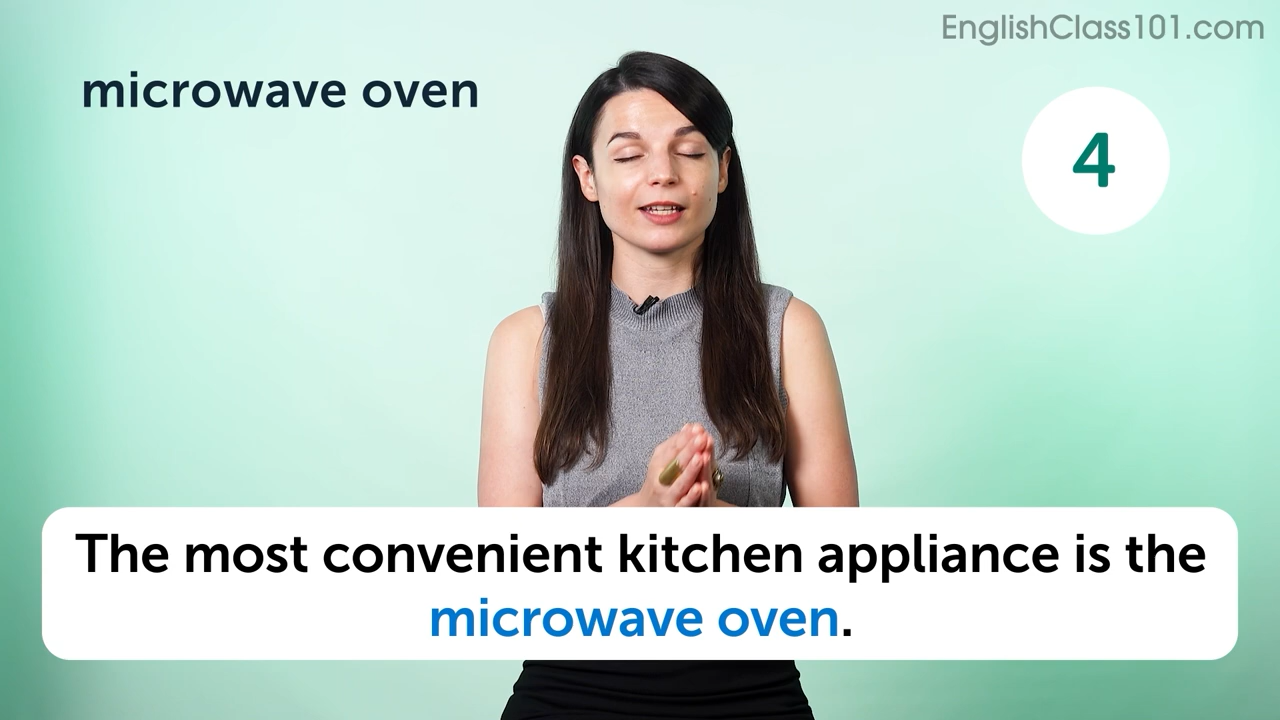 EnglishClass101.com
microwave oven
4
The most convenient kitchen appliance is the
microwave oven.